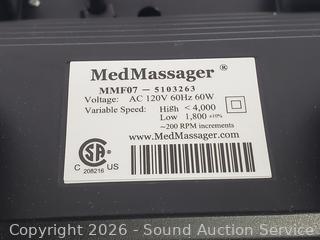 MedMassager ®
MMF07 — 5103263
Voltage: AC 120V 60Hz 60W
Variable Speed: High < 4,000
Low 1,800 ±10%
~200 RPM increments
www.MedMassager.com
C SA US
208216
Copyright 2026 - Sound Auction Service